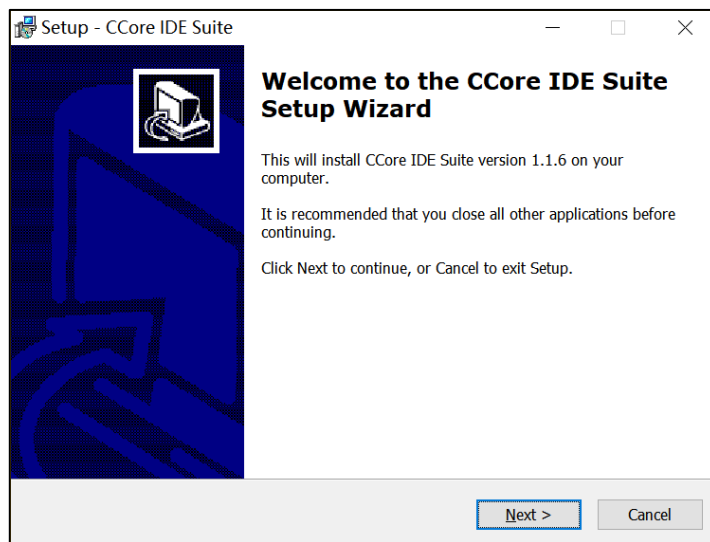 Setup - CCore IDE Suite
Welcome to the CCore IDE Suite
Setup Wizard
This will install CCore IDE Suite version 1.1.6 on your
computer.
It is recommended that you close all other applications before
continuing.
Click Next to continue, or Cancel to exit Setup.
Next >
Cancel